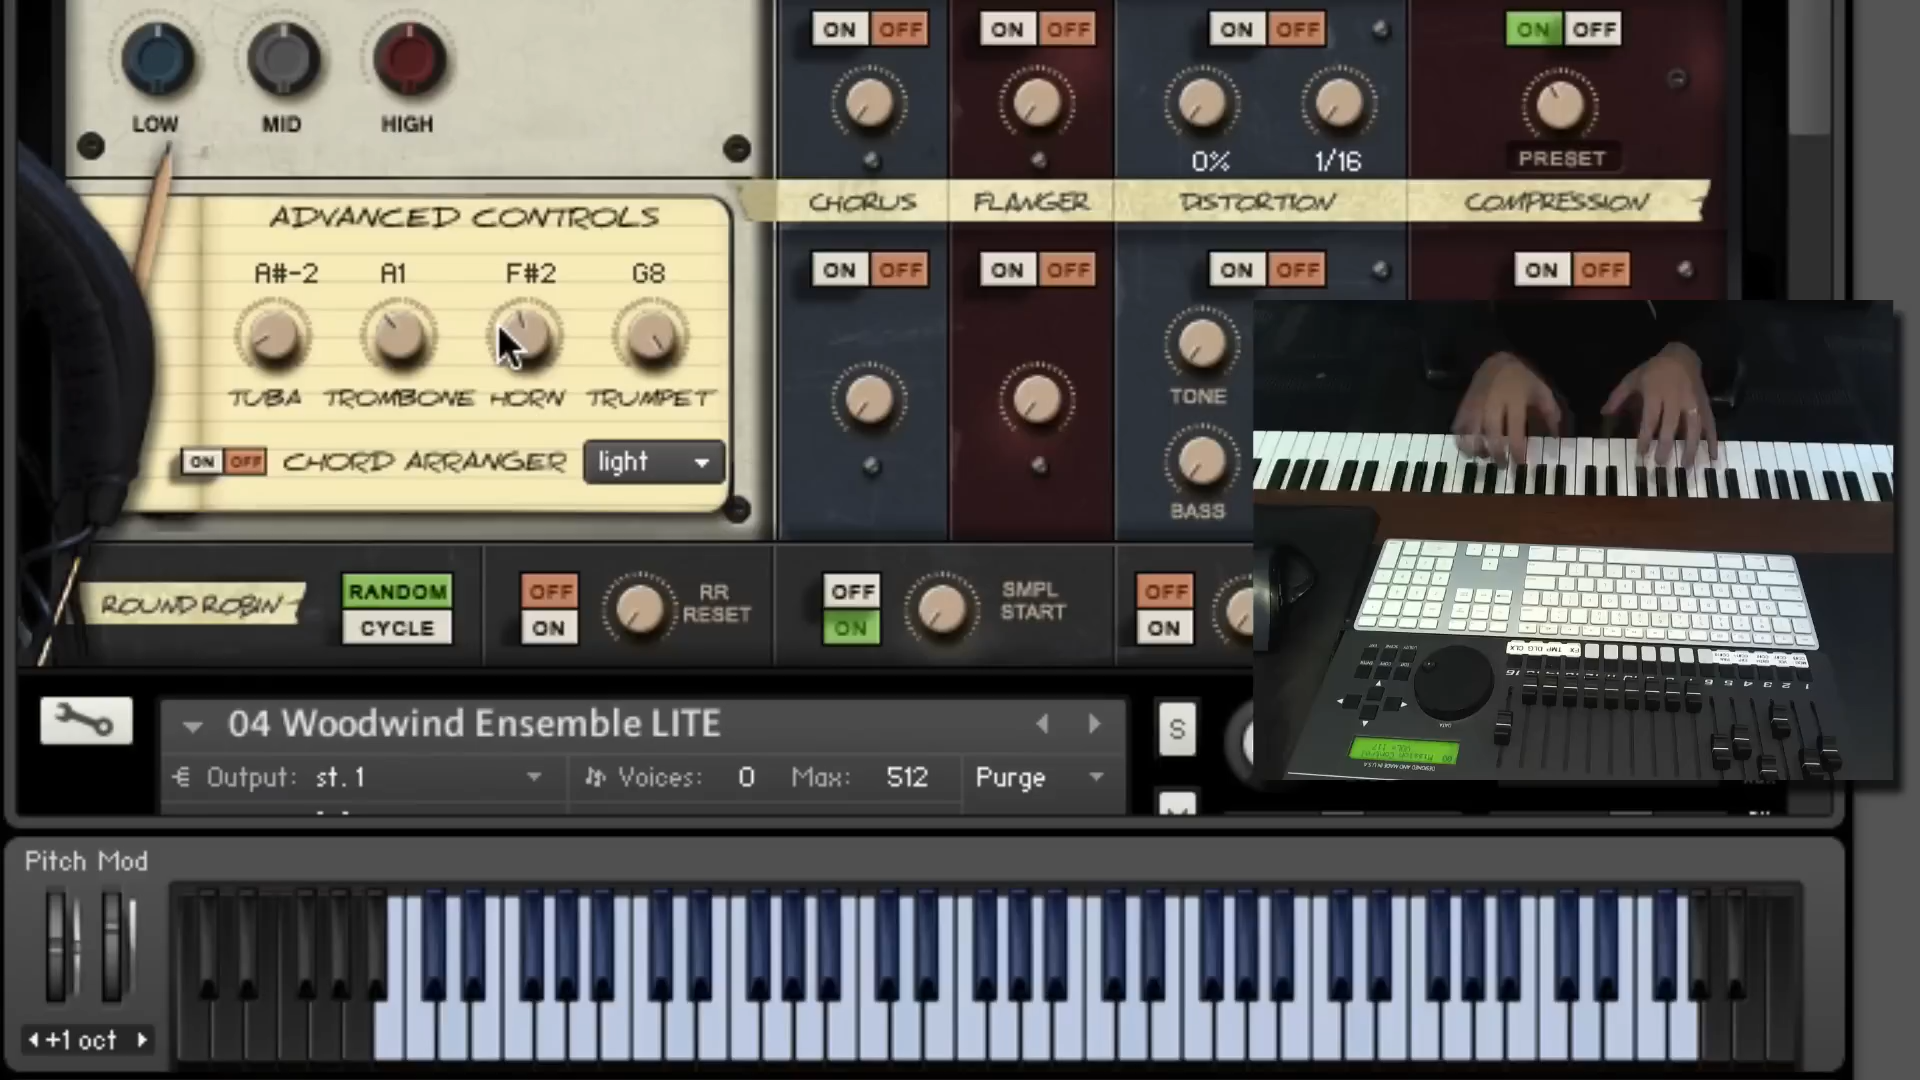 ON OFF ON OFF ON OFF ON OFF
LOW MID HIGH
0% 1/16 PRESET
CHORUS FLANGER DISTORTION COMPRESSION
ADVANCED CONTROLS
A#-2 A1 F#2 G8
ON OFF ON OFF ON OFF ON OFF
TUBA TROMBONE HORN TRUMPET
TONE
ON OFF CHORD ARRANGER light
BASS
ROUND ROBIN
RANDOM
CYCLE
OFF
ON
RR
RESET
OFF
ON
SMPL
START
OFF
ON
04 Woodwind Ensemble LITE
S
Output: st. 1 Voices: 0 Max: 512 Purge
Pitch Mod
+1 oct